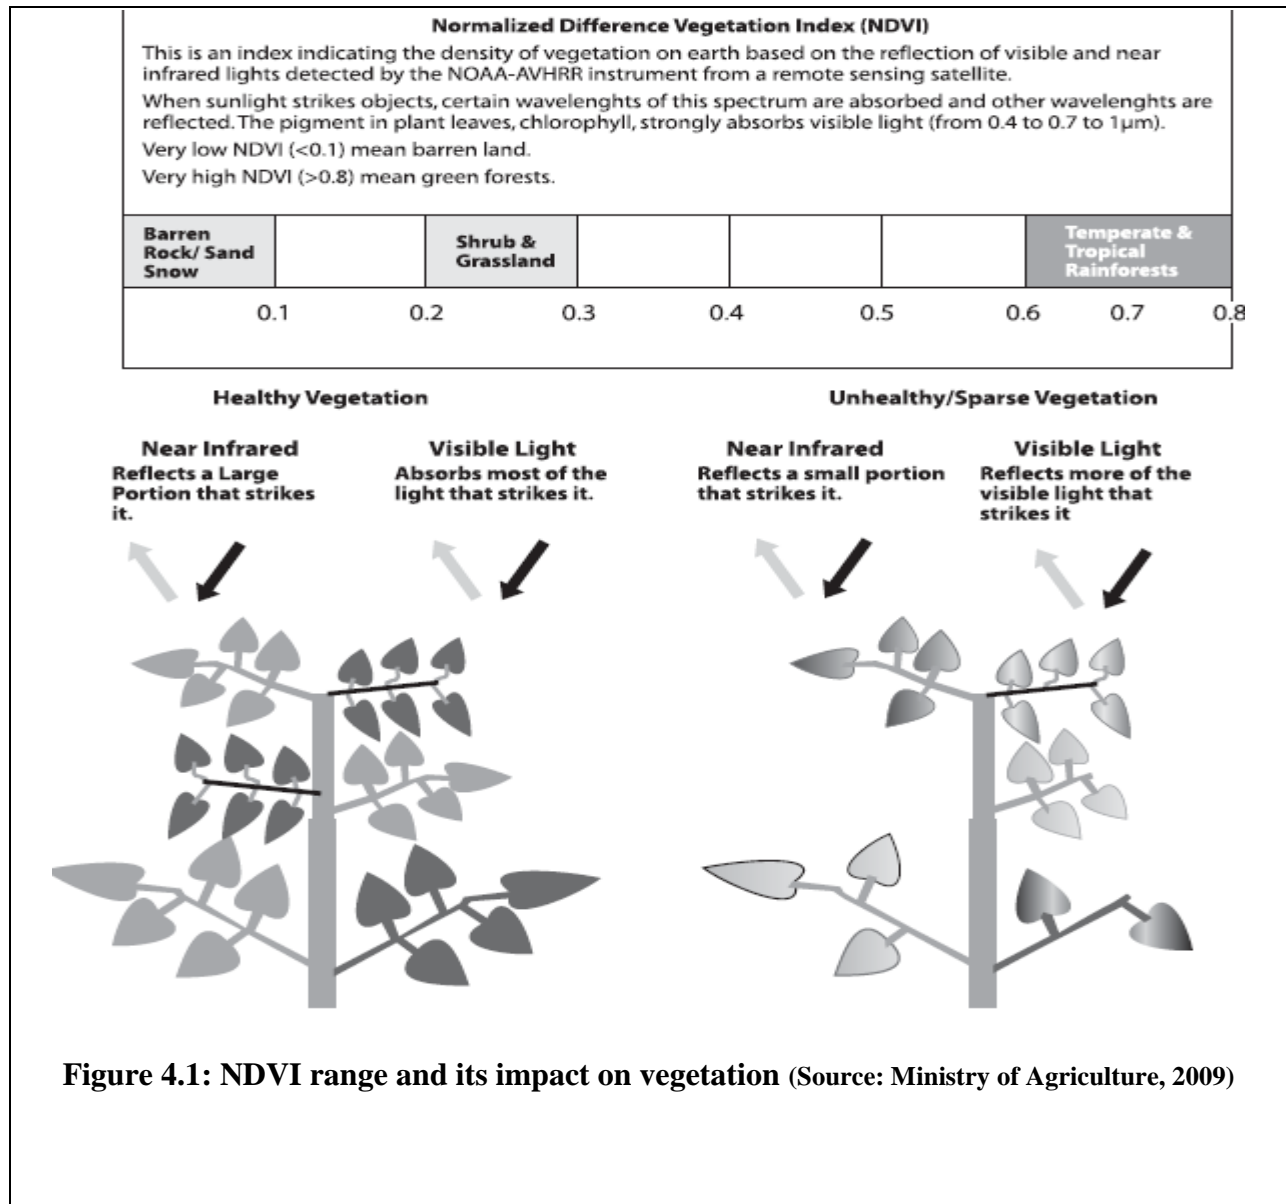 Normalized Difference Vegetation Index (NDVI)
This is an index indicating the density of vegetation on earth based on the reflection of visible and near
infrared lights detected by the NOAA-AVHRR instrument from a remote sensing satellite.
When sunlight strikes objects, certain wavelenghts of this spectrum are absorbed and other wavelenghts are
reflected. The pigment in plant leaves, chlorophyll, strongly absorbs visible light (from 0.4 to 0.7 to 1µm).
Very low NDVI (<0.1) mean barren land.
Very high NDVI (>0.8) mean green forests.
Barren
Rock/ Sand
Snow
Shrub &
Grassland
Temperate &
Tropical
Rainforests
0.1 0.2 0.3 0.4 0.5 0.6 0.7 0.8
Healthy Vegetation
Near Infrared
Reflects a Large
Portion that strikes
it.
Visible Light
Absorbs most of the
light that strikes it.
Unhealthy/Sparse Vegetation
Near Infrared
Reflects a small portion
that strikes it.
Visible Light
Reflects more of the
visible light that
strikes it
Figure 4.1: NDVI range and its impact on vegetation (Source: Ministry of Agriculture, 2009)